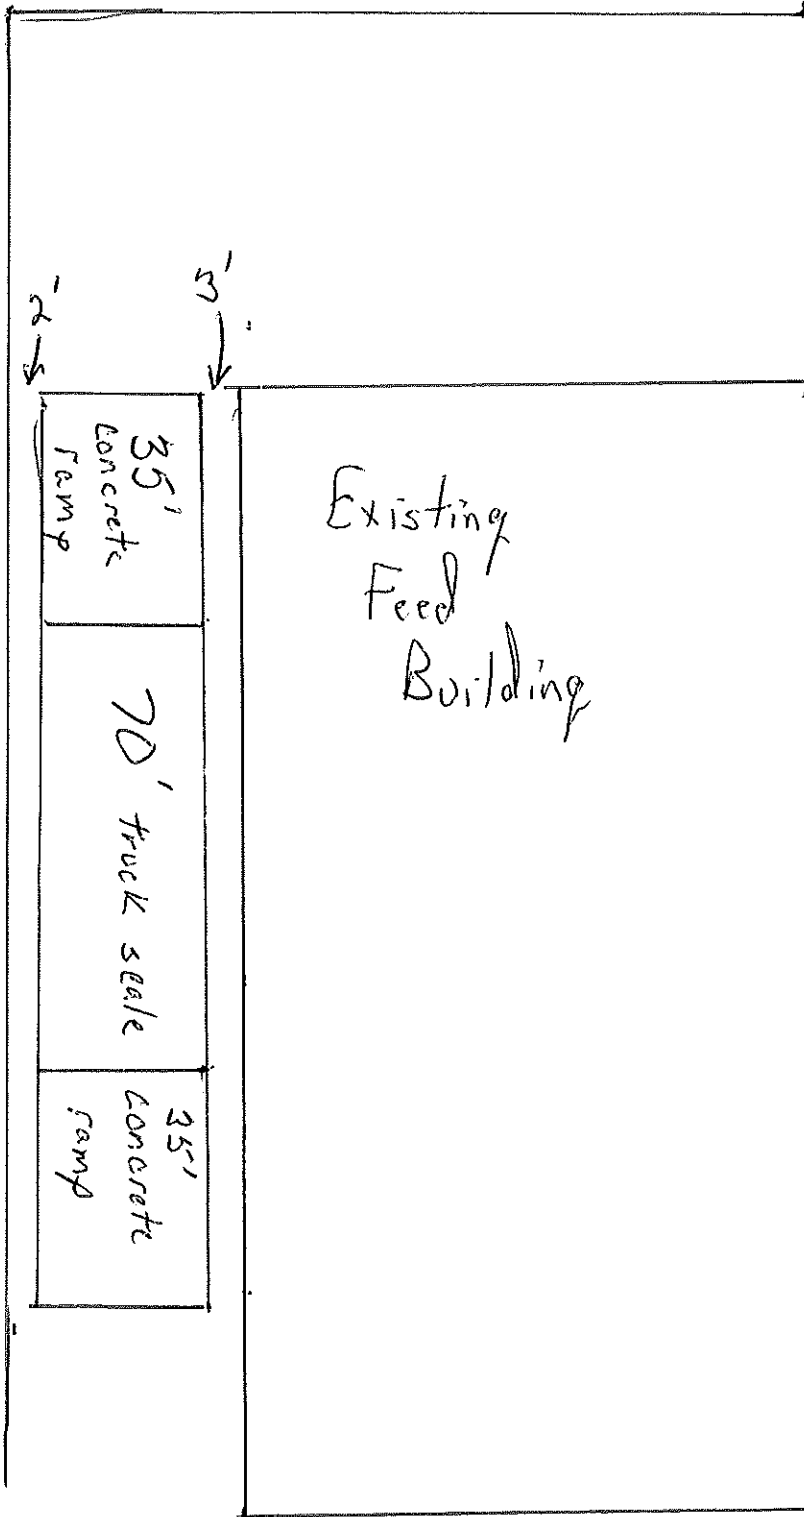 2'
3'
35'
concrete
ramp
Existing
Feed
Building
70' truck scale
35'
concrete
ramp